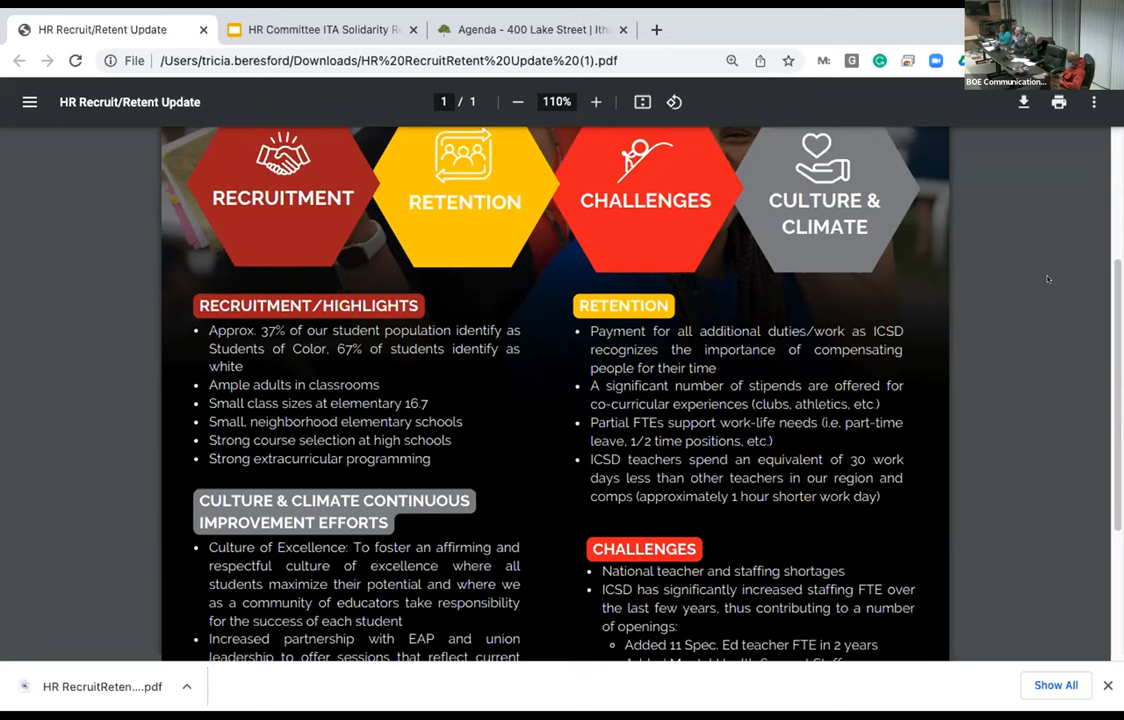 HR Recruit/Retent Update
HR Committee ITA Solidarity Re
Agenda - 400 Lake Street | Ith
File /Users/tricia.beresford/Downloads/HR%20RecruitRetent%20Update%20(1).pdf
M:
G
G
BOE Communication...
HR Recruit/Retent Update
1 / 1
110%
RECRUITMENT
RETENTION
CHALLENGES
CULTURE &
CLIMATE
RECRUITMENT/HIGHLIGHTS
• Approx. 37% of our student population identify as
Students of Color, 67% of students identify as
white
• Ample adults in classrooms
• Small class sizes at elementary 16.7
• Small, neighborhood elementary schools
• Strong course selection at high schools
• Strong extracurricular programming
CULTURE & CLIMATE CONTINUOUS
IMPROVEMENT EFFORTS
• Culture of Excellence: To foster an affirming and
respectful culture of excellence where all
students maximize their potential and where we
as a community of educators take responsibility
for the success of each student
• Increased partnership with EAP and union
leadership to offer sessions that reflect current
RETENTION
• Payment for all additional duties/work as ICSD
recognizes the importance of compensating
people for their time
• A significant number of stipends are offered for
co-curricular experiences (clubs, athletics, etc.)
• Partial FTEs support work-life needs (i.e. part-time
leave, 1/2 time positions, etc.)
• ICSD teachers spend an equivalent of 30 work
days less than other teachers in our region and
comps (approximately 1 hour shorter work day)
CHALLENGES
• National teacher and staffing shortages
• ICSD has significantly increased staffing FTE over
the last few years, thus contributing to a number
of openings:
Added 11 Spec. Ed teacher FTE in 2 years
HR RecruitReten....pdf
Show All